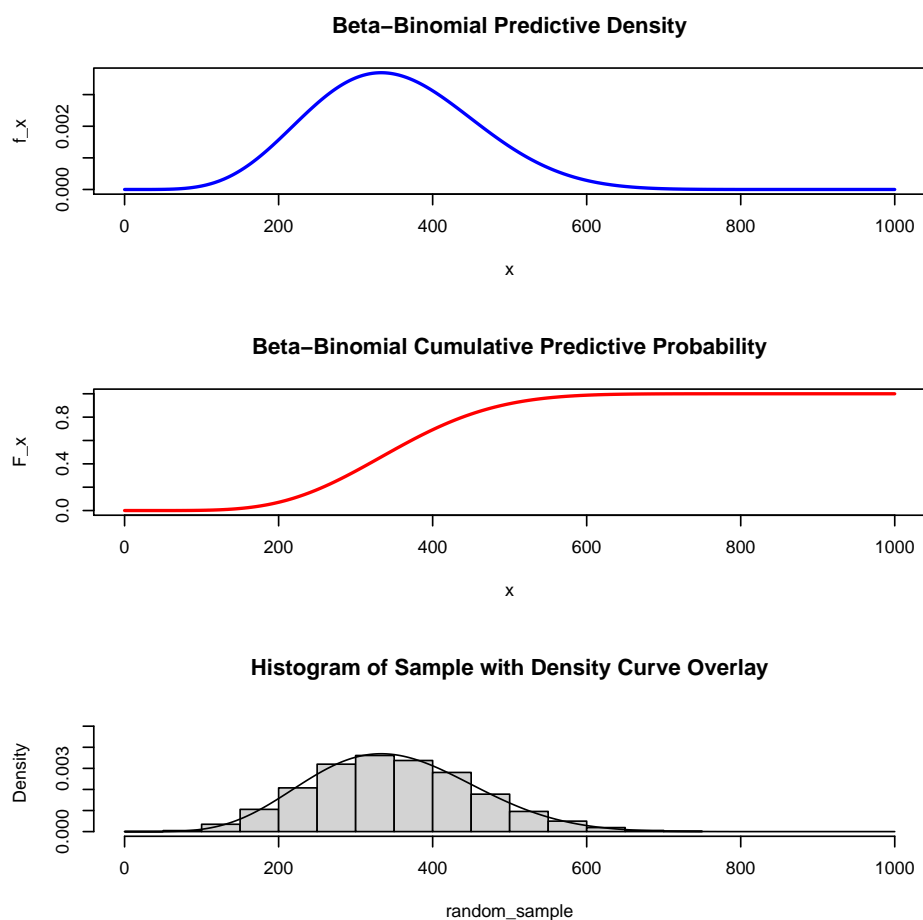 Beta−Binomial Predictive Density
f_x
0.000
0.002
0
200
400
600
800
1000
x
Beta−Binomial Cumulative Predictive Probability
F_x
0.0
0.4
0.8
0
200
400
600
800
1000
x
Histogram of Sample with Density Curve Overlay
Density
0.000
0.003
0
200
400
600
800
1000
random_sample